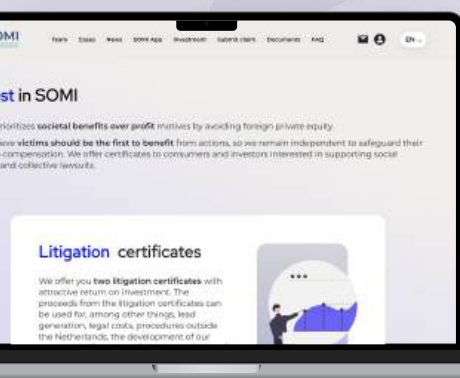 OMI Team Cases News SOMI App Investment Submit claim Documents FAQ EN
st in SOMI
rioritizes societal benefits over profit motives by avoiding foreign private equity.
eve victims should be the first to benefit from actions, so we remain independent to safeguard their
compensation. We offer certificates to consumers and investors interested in supporting social
and collective lawsuits.
Litigation certificates
We offer you two litigation certificates with
attractive return on investment. The
proceeds from the litigation certificates can
be used for, among other things, lead
generation, legal costs, procedures outside
the Netherlands, the development of our